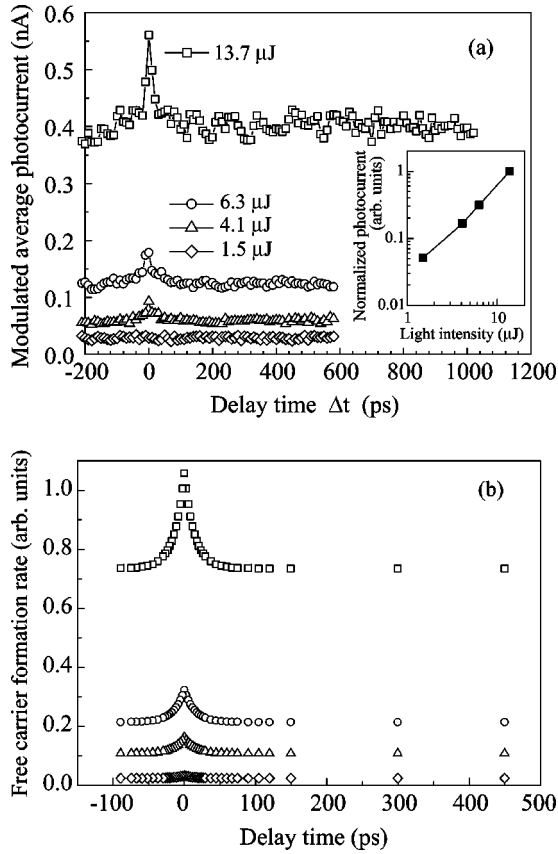 (a)
Modulated average photocurrent (nA)
0.6
0.5
0.4
0.3
0.2
0.1
0.0
13.7 μJ
6.3 μJ
4.1 μJ
1.5 μJ
Normalized photocurrent
(arb. units)
1
0.1
0.01
1
10
Light intensity (μJ)
-200
0
200
400
600
800
1000
1200
Delay time Δt (ps)
(b)
Free carrier formation rate (arb. units)
1.0
0.8
0.6
0.4
0.2
0.0
-100
0
100
200
300
400
500
Delay time (ps)